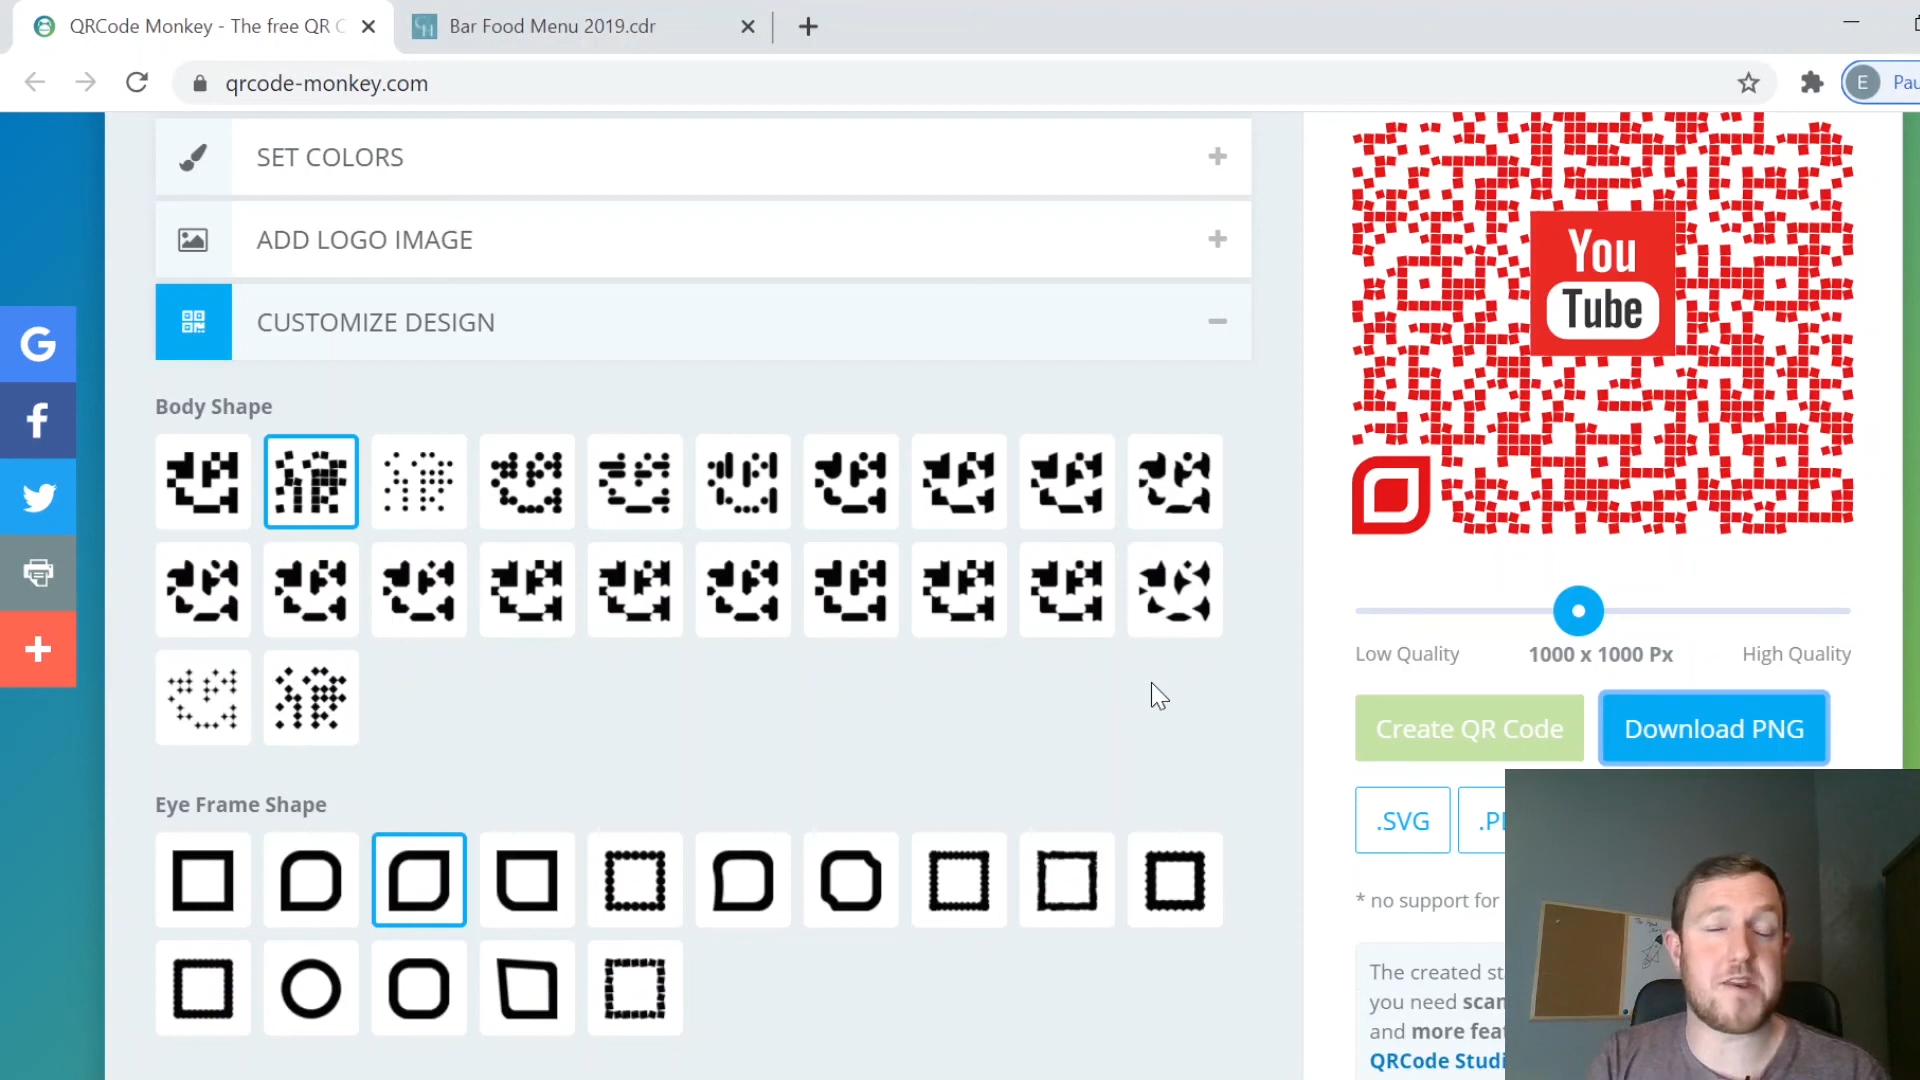 QRCode Monkey - The free QR C
Bar Food Menu 2019.cdr
qrcode-monkey.com
E
Pau
SET COLORS
ADD LOGO IMAGE
CUSTOMIZE DESIGN
Body Shape
Eye Frame Shape
You
Tube
Low Quality
1000 x 1000 Px
High Quality
Create QR Code
Download PNG
.SVG
* no support for
The created st
you need scan
and more feat
QRCode Studi